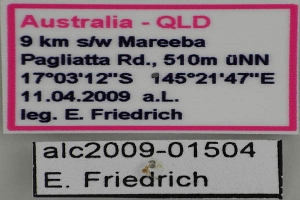 Australia - QLD
9 km s/w Mareeba
Pagliatta Rd., 510m üNN
17°03'12"S 145°21'47"E
11.04.2009 a.L.
leg. E. Friedrich
alc2009-01504
E. Friedrich